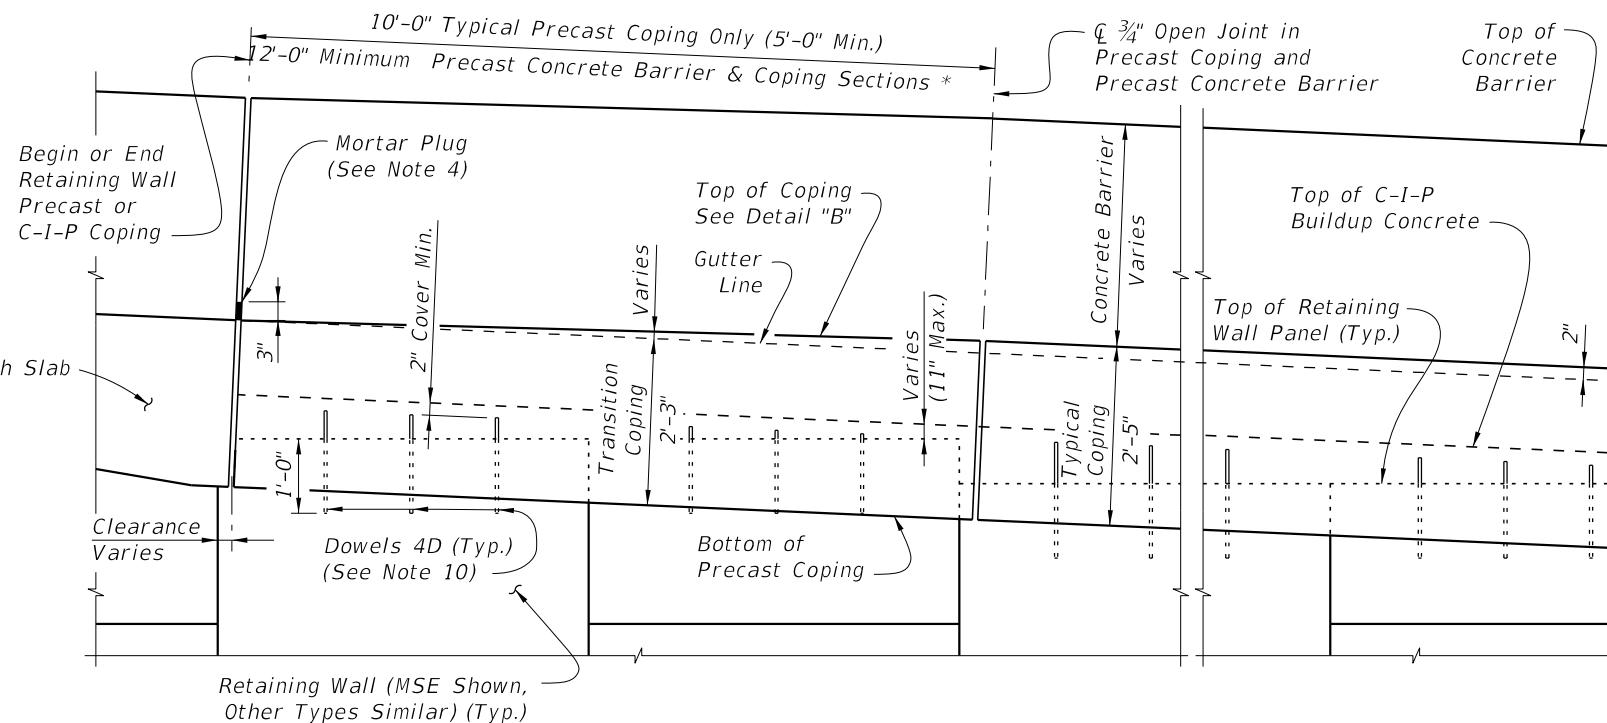 10'-0" Typical Precast Coping Only (5'-0" Min.)
12'-0" Minimum Precast Concrete Barrier & Coping Sections *
℄ ¾" Open Joint in
Precast Coping and
Precast Concrete Barrier
Top of
Concrete
Barrier
Begin or End
Retaining Wall
Precast or
C-I-P Coping
Mortar Plug
(See Note 4)
Top of Coping
See Detail "B"
Gutter
Line
Concrete Barrier
Varies
Top of C-I-P
Buildup Concrete
Top of Retaining
Wall Panel (Typ.)
2"
3"
2" Cover Min.
Varies
Varies
(11" Max.)
h Slab
Transition
Coping
2'-3"
Typical
Coping
2'-5"
1'-0"
Clearance
Varies
Dowels 4D (Typ.)
(See Note 10)
Bottom of
Precast Coping
Retaining Wall (MSE Shown,
Other Types Similar) (Typ.)